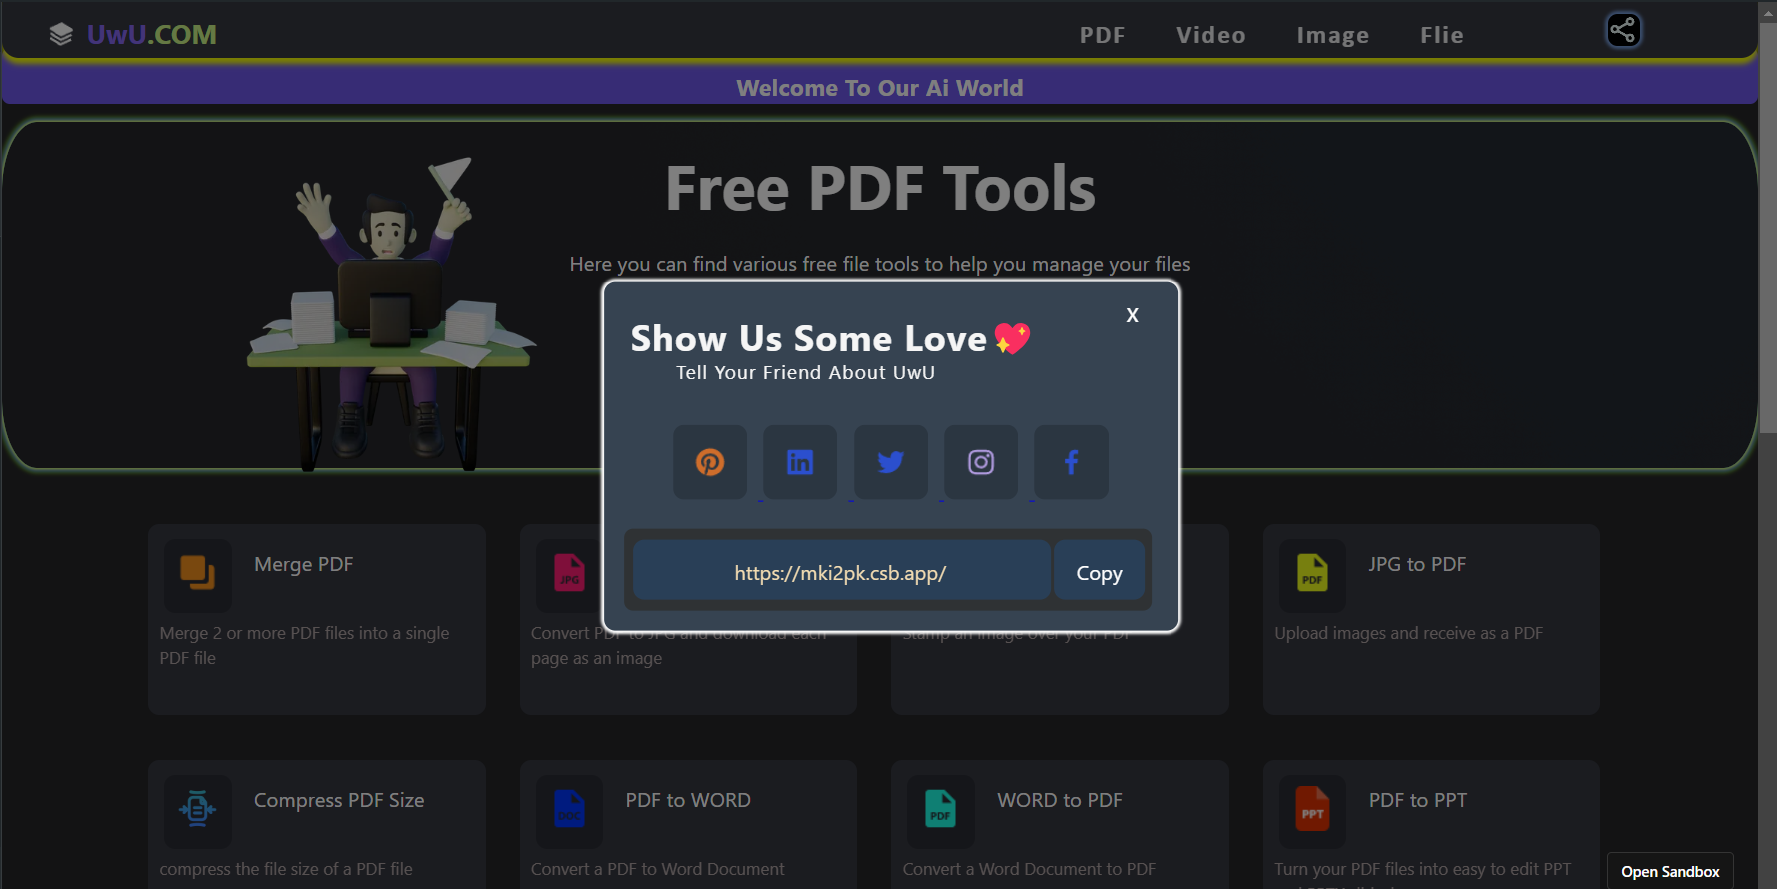 UwU.COM
PDF Video Image Flie
Welcome To Our Ai World
Free PDF Tools
Here you can find various free file tools to help you manage your files
X
Show Us Some Love💖
Tell Your Friend About UwU
https://mki2pk.csb.app/
Copy
Merge PDF
Merge 2 or more PDF files into a single
PDF file
JPG
Convert PDF to JPG and download each
page as an image
Stamp an image over your PDF
PDF
JPG to PDF
Upload images and receive as a PDF
Compress PDF Size
compress the file size of a PDF file
DOC
PDF to WORD
Convert a PDF to Word Document
PDF
WORD to PDF
Convert a Word Document to PDF
PPT
PDF to PPT
Turn your PDF files into easy to edit PPT
Open Sandbox